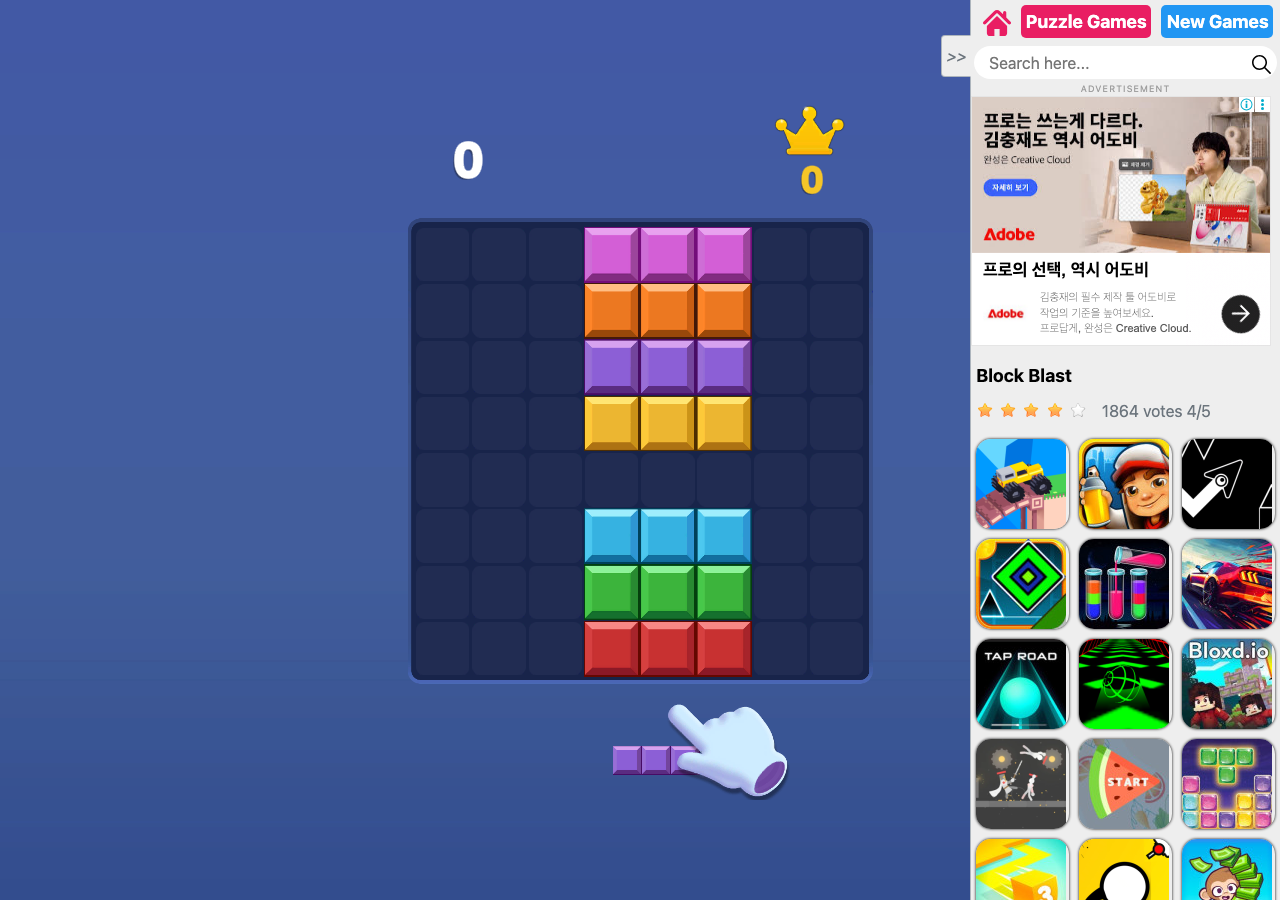 Puzzle Games
New Games
>>
Search here...
ADVERTISEMENT
프로는 쓰는게 다르다.
김충재도 역시 어도비
완성은 Creative Cloud
자세히 보기
Adobe
프로의 선택, 역시 어도비
Adobe
김충재의 필수 제작 툴 어도비로
작업의 기준을 높여보세요.
프로답게, 완성은 Creative Cloud.
0
0
Block Blast
1864 votes 4/5
TAP ROAD
Bloxd.io
START
3